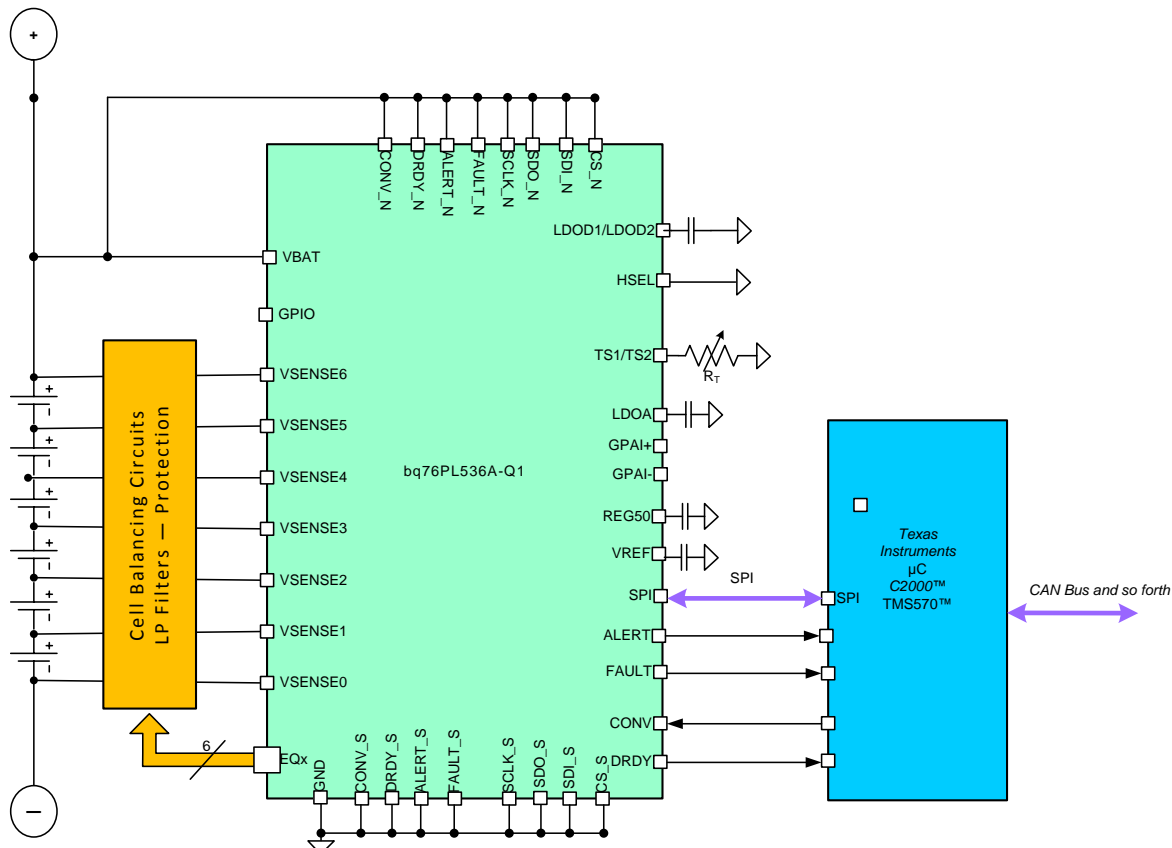 +
CONV_N
DRDY_N
ALERT_N
FAULT_N
SCLK_N
SDO_N
SDI_N
CS_N
LDOD1/LDOD2
VBAT
HSEL
GPIO
TS1/TS2
RT
VSENSE6
+
-
LDOA
VSENSE5
GPAI+
+
-
bq76PL536A-Q1
GPAI-
VSENSE4
+
-
REG50
VSENSE3
Texas
Instruments
µC
C2000™
TMS570™
+
-
VREF
VSENSE2
SPI
SPI
SPI
CAN Bus and so forth
+
-
VSENSE1
ALERT
+
-
FAULT
VSENSE0
Cell Balancing Circuits
LP Filters — Protection
CONV
6
EQx
DRDY
GND
CONV_S
DRDY_S
ALERT_S
FAULT_S
SCLK_S
SDO_S
SDI_S
CS_S
—